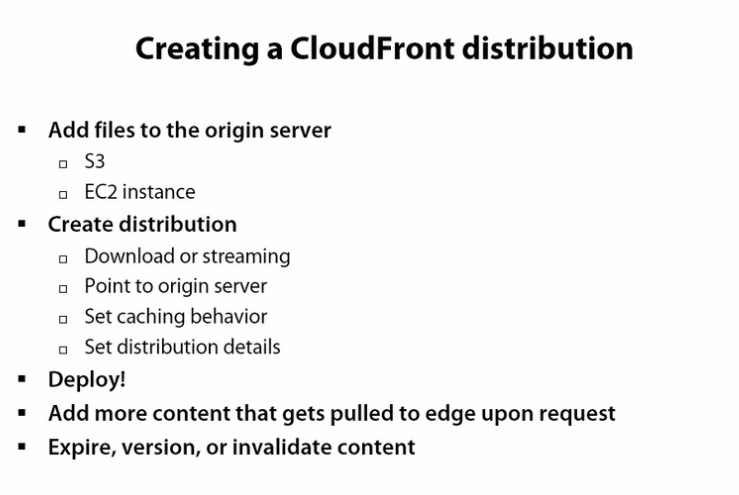 Creating a CloudFront distribution
▪ Add files to the origin server
▫ S3
▫ EC2 instance
▪ Create distribution
▫ Download or streaming
▫ Point to origin server
▫ Set caching behavior
▫ Set distribution details
▪ Deploy!
▪ Add more content that gets pulled to edge upon request
▪ Expire, version, or invalidate content